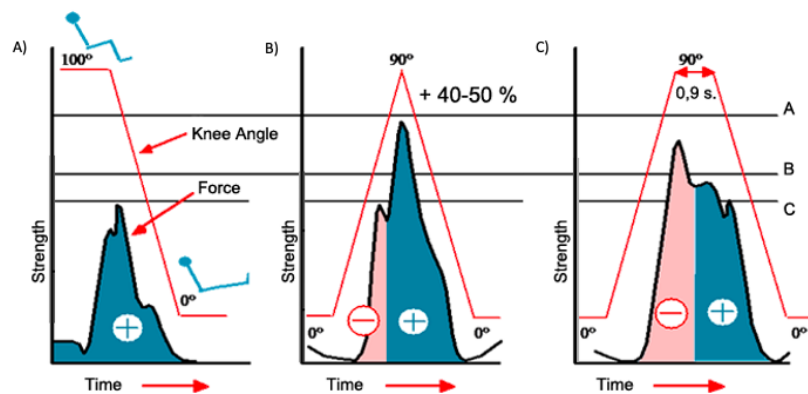 A)
100º
Knee Angle
Force
0º
Strength
+
Time
B)
90º
+ 40-50 %
0º
−
+
0º
Strength
Time
C)
90º
0,9 s.
A
B
C
0º
−
+
0º
Strength
Time